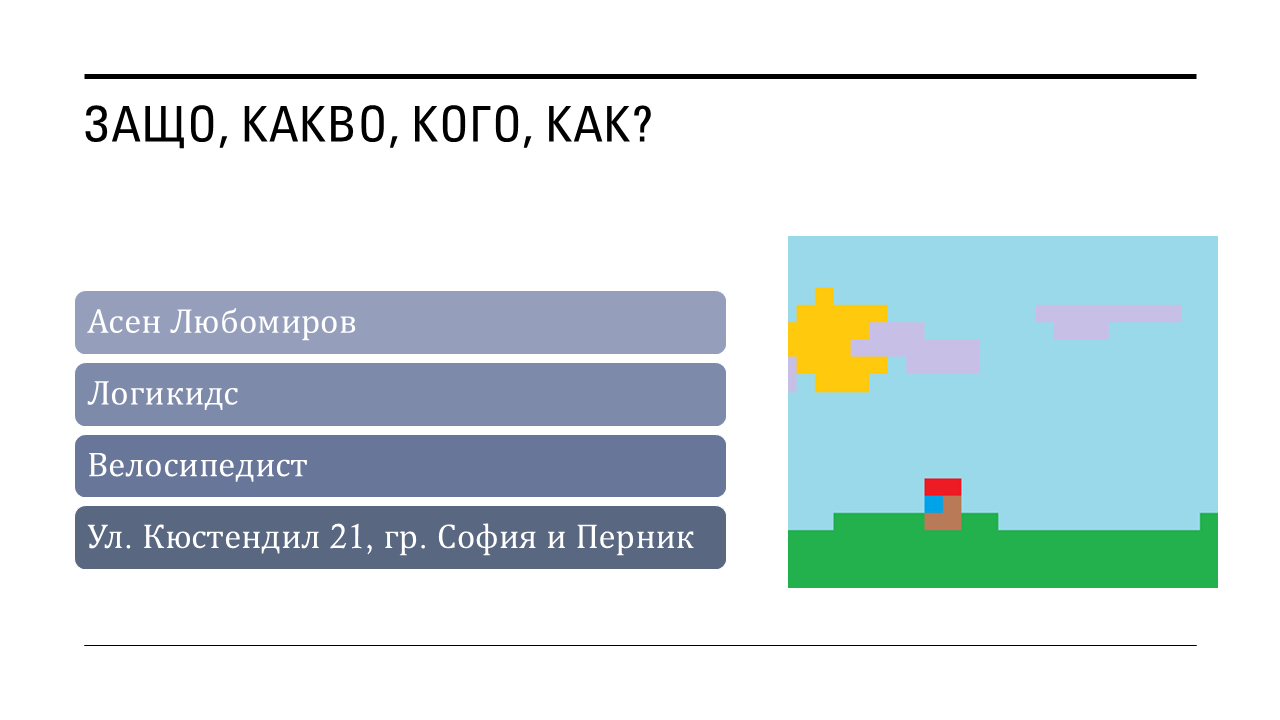 ЗАЩО, КАКВО, КОГО, КАК?
Асен Любомиров
Логикидс
Велосипедист
Ул. Кюстендил 21, гр. София и Перник